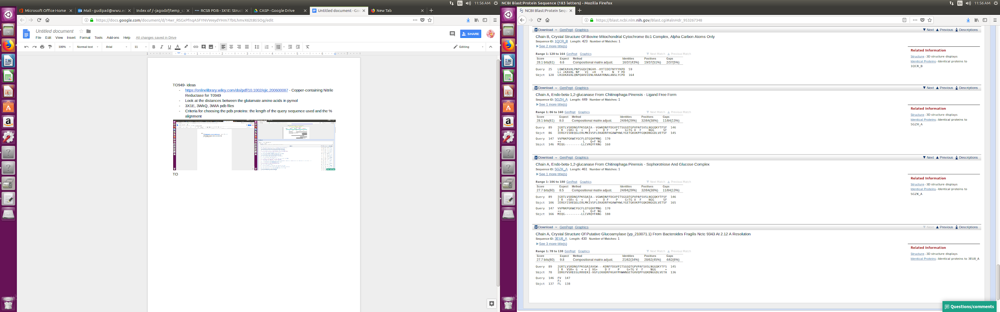 En 11:56 AM
Microsoft Office Home
Mail - gudipad@wwu.ed
Index of /~jagodzf/temp_s
RCSB PDB - 3X1E: Struct
CASP - Google Drive
Untitled document - Go
New Tab
https://docs.google.com/document/d/14wr_RSGxPfnqA5FYNVWeydYHm77bILhmvX62t8ti5Og/edit
Untitled document
File Edit View Insert Format Tools Add-ons Help All changes saved in Drive
SHARE
100% Normal text Arial 11 B I U A Editing
1 1 2 3 4 5 6 7
TO949- ideas
- https://onlinelibrary.wiley.com/doi/pdf/10.1002/ejic.200600087 - Copper-containing Nitrile
Reductase for T0949
- Look at the distances between the glutamate amino acids in pymol
- 3X1E, 3WkQ, 3WIA pdb files
- Criteria for choosing the pdb proteins: the length of the query sequence used and the %
alignment
TO
NCBI Blast:Protein Sequence (183 letters) - Mozilla Firefox
En 11:56 AM
NCBI Blast:Protein Sequ
https://blast.ncbi.nlm.nih.gov/Blast.cgi#alnHdr_953267348
Download GenPept Graphics Next Previous Descriptions
Chain B, Crystal Structure Of Bovine Mitochondrial Cytochrome Bc1 Complex, Alpha Carbon Atoms Only
Sequence ID: 1QCR_B Length: 423 Number of Matches: 1
See 2 more title(s)
Related Information
Structure - 3D structure displays
Identical Proteins - Identical proteins to
1QCR_B
Range 1: 128 to 164 GenPept Graphics Next Match Previous Match
Score Expect Method Identities Positives Gaps
28.1 bits(61) 6.6 Compositional matrix adjust. 16/37(43%) 19/37(51%) 2/37(5%)
Query 25 LQWEKAVALPNPSGQVINGVH--HYTIDEFNYYYKPD 59
L+ +KAVAL NP VI +H Y N Y PD
Sbjct 128 LRIDKAVALQNPQAHVIENLHAAAYRNALANSLYCPD 164
Download GenPept Graphics Next Previous Descriptions
Chain A, Endo-beta-1,2-glucanase From Chitinophaga Pinensis - Ligand Free Form
Sequence ID: 5GZH_A Length: 449 Number of Matches: 1
See 1 more title(s)
Related Information
Structure - 3D structure displays
Identical Proteins - Identical proteins to
5GZH_A
Range 1: 86 to 160 GenPept Graphics Next Match Previous Match
Score Expect Method Identities Positives Gaps
28.1 bits(61) 8.0 Compositional matrix adjust. 24/84(29%) 32/84(38%) 11/84(13%)
Query 89 IGRTLVSRDNGFPKSQAIA--VGWKDNFFDGVPITSGGQTGPVPAFSVSLNGGQKYTFSF 146
I R +SR+ G + I + D F P G+TG V F NGG SF
Sbjct 86 IERGYISREQGLERLMKIVSFLEKADRFHGAWPHWLYGETGKVKPFGQKDNGGDLVETSF 145
Query 147 VVPNKPGKWEYGCFLQTGQHFMNG 170
++ L Q+F NG
Sbjct 146 MIQG---------LLCVRQYFANG 160
Download GenPept Graphics Next Previous Descriptions
Chain A, Endo-beta-1,2-glucanase From Chitinophaga Pinensis - Sophorotriose And Glucose Complex
Sequence ID: 5GZK_A Length: 461 Number of Matches: 1
See 1 more title(s)
Related Information
Structure - 3D structure displays
Identical Proteins - Identical proteins to
5GZK_A
Range 1: 106 to 180 GenPept Graphics Next Match Previous Match
Score Expect Method Identities Positives Gaps
27.7 bits(60) 8.5 Compositional matrix adjust. 24/84(29%) 32/84(38%) 11/84(13%)
Query 89 IGRTLVSRDNGFPKSQAIA--VGWKDNFFDGVPITSGGQTGPVPAFSVSLNGGQKYTFSF 146
I R +SR+ G + I + D F P G+TG V F NGG SF
Sbjct 106 IERGYISREQGLERLMKIVSFLEKADRFHGAWPHWLYGETGKVKPFGQKDNGGDLVETSF 165
Query 147 VVPNKPGKWEYGCFLQTGQHFMNG 170
++ L Q+F NG
Sbjct 166 MIQG---------LLCVRQYFANG 180
Download GenPept Graphics Next Previous Descriptions
Chain A, Crystal Structure Of Putative Glucoamylase (yp_210071.1) From Bacteroides Fragilis Nctc 9343 At 2.12 A Resolution
Sequence ID: 3EU8_A Length: 430 Number of Matches: 1
See 3 more title(s)
Related Information
Structure - 3D structure displays
Identical Proteins - Identical proteins to 3EU8_A
Range 1: 78 to 138 GenPept Graphics Next Match Previous Match
Score Expect Method Identities Positives Gaps
27.7 bits(60) 9.8 Compositional matrix adjust. 21/62(34%) 28/62(45%) 4/62(6%)
Query 89 IGRTLVSRDNGFPKSQAIAVGW---KDNFFDGVPITSGGQTGPVPAFSVSLNGGQKYTFS 145
I R VSR+ G + + I VG+ D F P G+TG V F NGG +
Sbjct 78 IDRGYVSREEGLRRXEKI-VGFLEKADRFKGAYPHWWNGETGHVQPFGQKDNGGDLVETA 136
Query 146 FV 147
F+
Sbjct 137 FL 138
Questions/comments